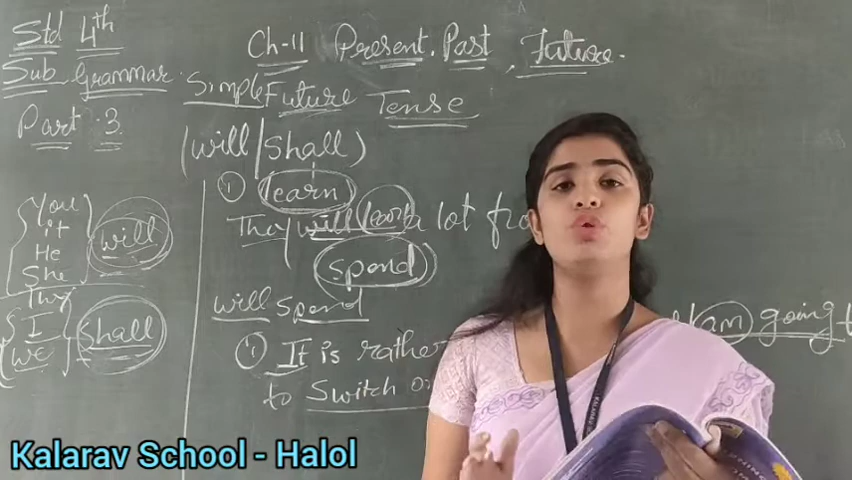 Std 4th
Sub Grammar
Part 3
Ch-11 Present, Past, Future.
Simple Future Tense
(will/shall)
① (learn)
They will learn a lot
(spend)
will spend
① It is rather
to Switch
You
it
He
She
They
will
I
we
shall
am going
Kalarav School - Halol